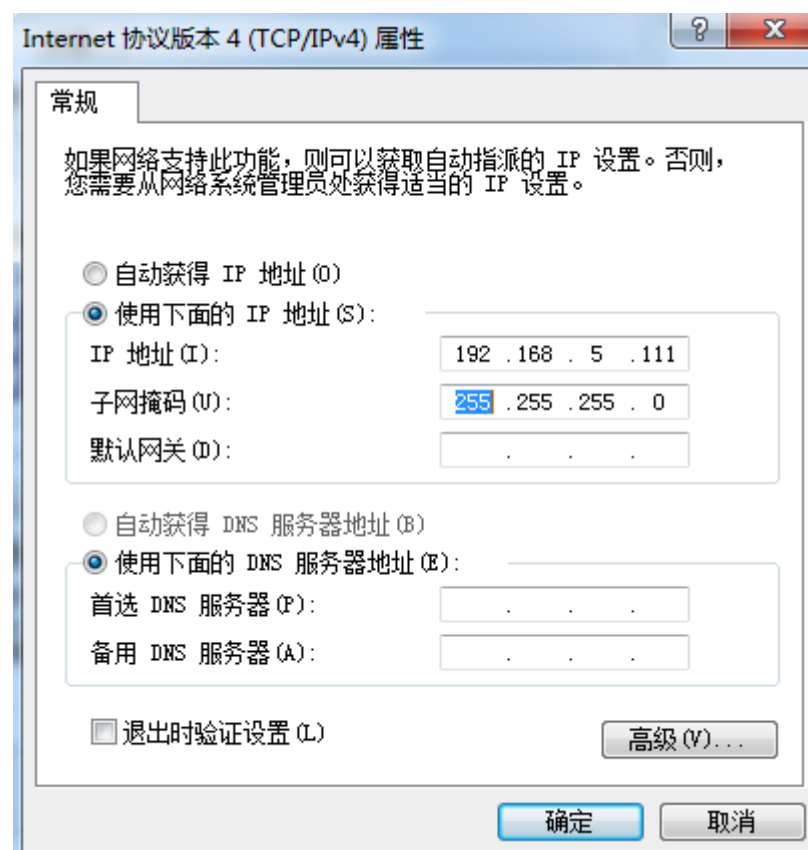 Internet 协议版本 4 (TCP/IPv4) 属性
常规
如果网络支持此功能，则可以获取自动指派的 IP 设置。否则，
您需要从网络系统管理员处获得适当的 IP 设置。
自动获得 IP 地址(O)
使用下面的 IP 地址(S):
IP 地址(I): 192 .168 . 5 .111
子网掩码(U): 255 .255 .255 . 0
默认网关(D): . . .
自动获得 DNS 服务器地址(B)
使用下面的 DNS 服务器地址(E):
首选 DNS 服务器(P): . . .
备用 DNS 服务器(A): . . .
退出时验证设置(L)
高级(V)...
确定 取消